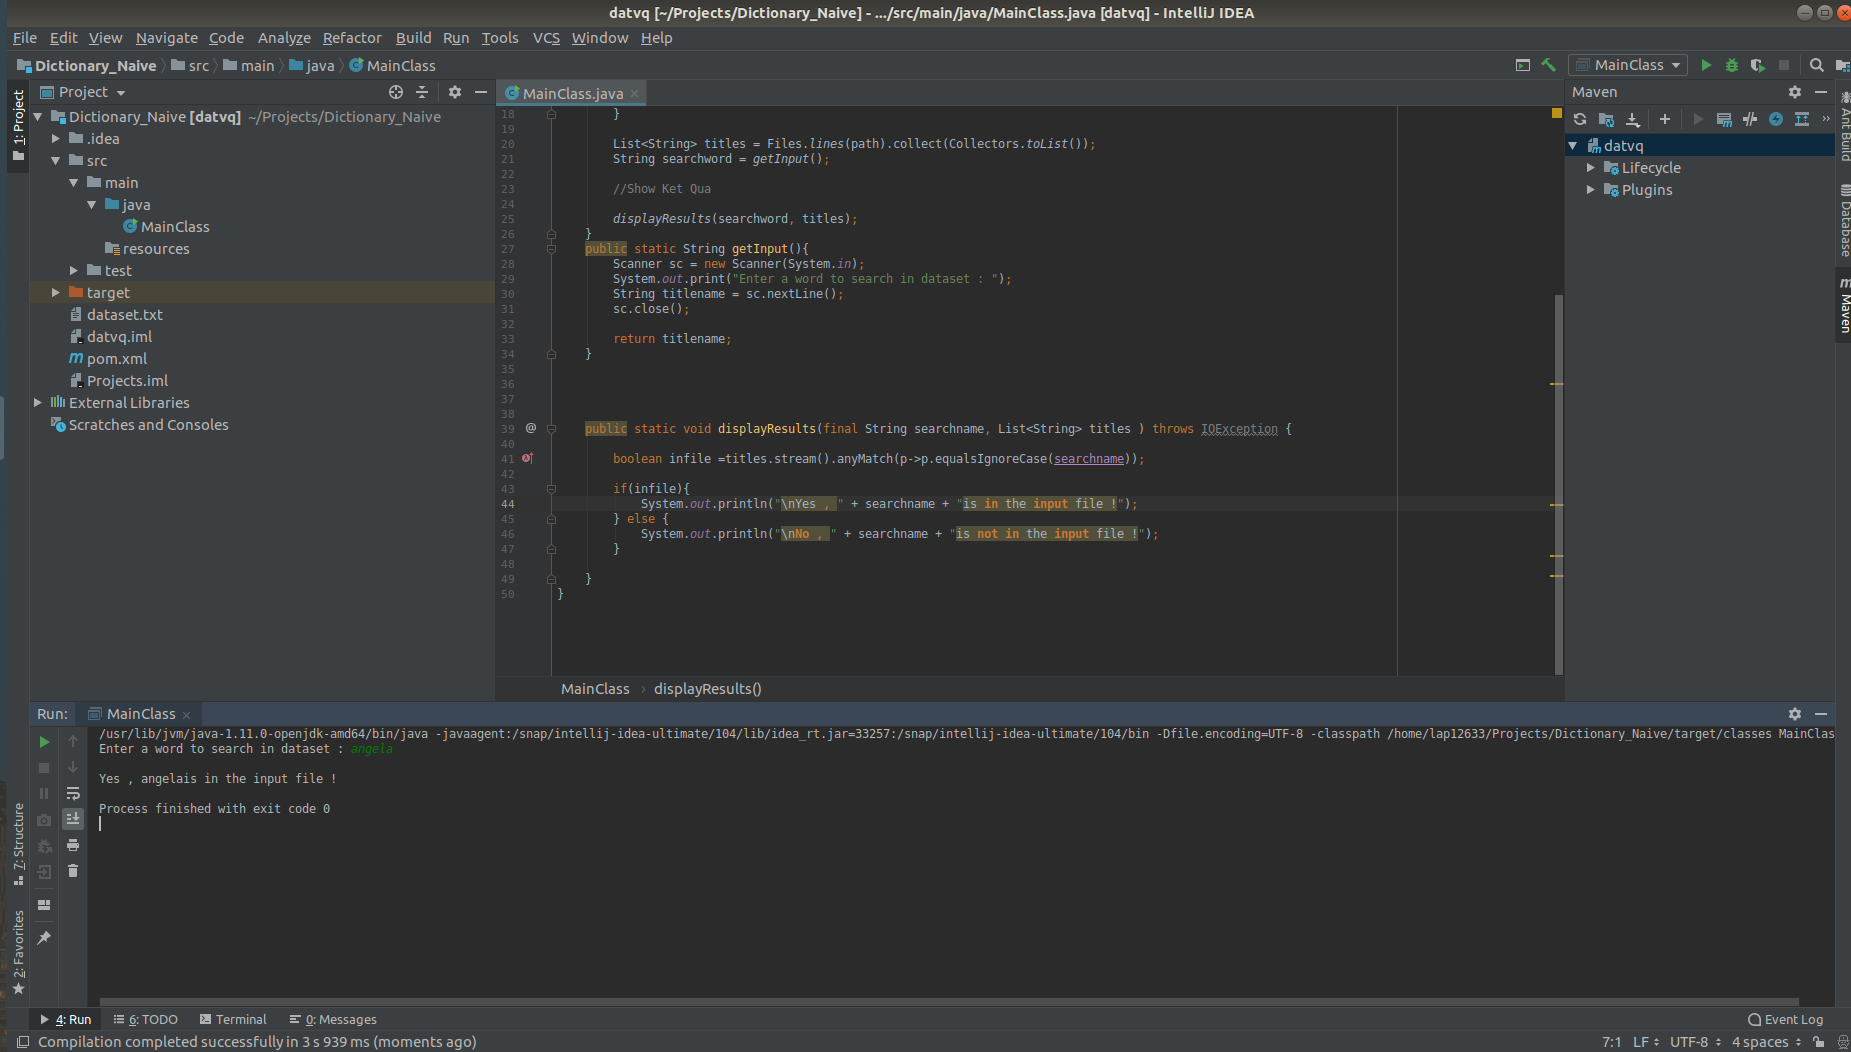 datvq [~/Projects/Dictionary_Naive] - .../src/main/java/MainClass.java [datvq] - IntelliJ IDEA
File Edit View Navigate Code Analyze Refactor Build Run Tools VCS Window Help
Dictionary_Naive src main java MainClass
MainClass
1: Project
Project
Dictionary_Naive [datvq] ~/Projects/Dictionary_Naive
.idea
src
main
java
MainClass
resources
test
target
dataset.txt
datvq.iml
pom.xml
Projects.iml
External Libraries
Scratches and Consoles
MainClass.java
18 }
19
20 List<String> titles = Files.lines(path).collect(Collectors.toList());
21 String searchword = getInput();
22
23 //Show Ket Qua
24
25 displayResults(searchword, titles);
26 }
27 public static String getInput(){
28 Scanner sc = new Scanner(System.in);
29 System.out.print("Enter a word to search in dataset : ");
30 String titlename = sc.nextLine();
31 sc.close();
32
33 return titlename;
34 }
35
36
37
38
39 @ public static void displayResults(final String searchname, List<String> titles ) throws IOException {
40
41 boolean infile =titles.stream().anyMatch(p->p.equalsIgnoreCase(searchname));
42
43 if(infile){
44 System.out.println("\nYes , " + searchname + "is in the input file !");
45 } else {
46 System.out.println("\nNo , " + searchname + "is not in the input file !");
47 }
48
49 }
50 }
MainClass › displayResults()
Maven
datvq
Lifecycle
Plugins
Ant Build
Database
Maven
Run: MainClass
/usr/lib/jvm/java-1.11.0-openjdk-amd64/bin/java -javaagent:/snap/intellij-idea-ultimate/104/lib/idea_rt.jar=33257:/snap/intellij-idea-ultimate/104/bin -Dfile.encoding=UTF-8 -classpath /home/lap12633/Projects/Dictionary_Naive/target/classes MainClas
Enter a word to search in dataset : angela
Yes , angelais in the input file !
Process finished with exit code 0
7: Structure
2: Favorites
4: Run 6: TODO Terminal 0: Messages Event Log
Compilation completed successfully in 3 s 939 ms (moments ago) 7:1 LF UTF-8 4 spaces